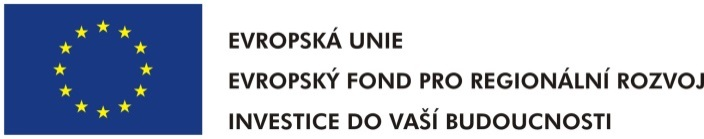 EVROPSKÁ UNIE
EVROPSKÝ FOND PRO REGIONÁLNÍ ROZVOJ
INVESTICE DO VAŠÍ BUDOUCNOSTI